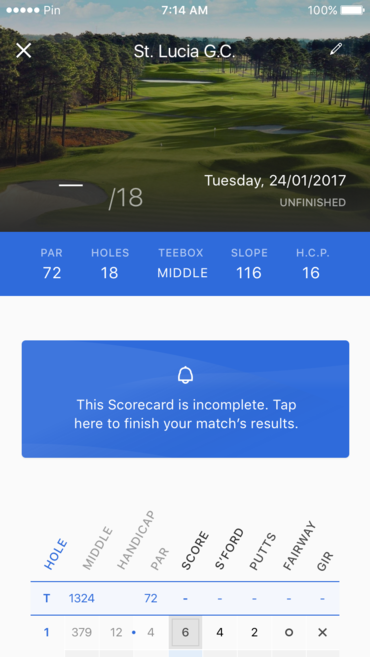 Pin 7:14 AM 100%
St. Lucia G.C.
— /18
Tuesday, 24/01/2017
UNFINISHED
PAR HOLES TEEBOX SLOPE H.C.P.
72 18 MIDDLE 116 16
This Scorecard is incomplete. Tap
here to finish your match's results.
HOLE MIDDLE HANDICAP PAR SCORE S'FORD PUTTS FAIRWAY GIR
T 1324 72 - - - - -
1 379 12 • 4 6 4 2 O ×